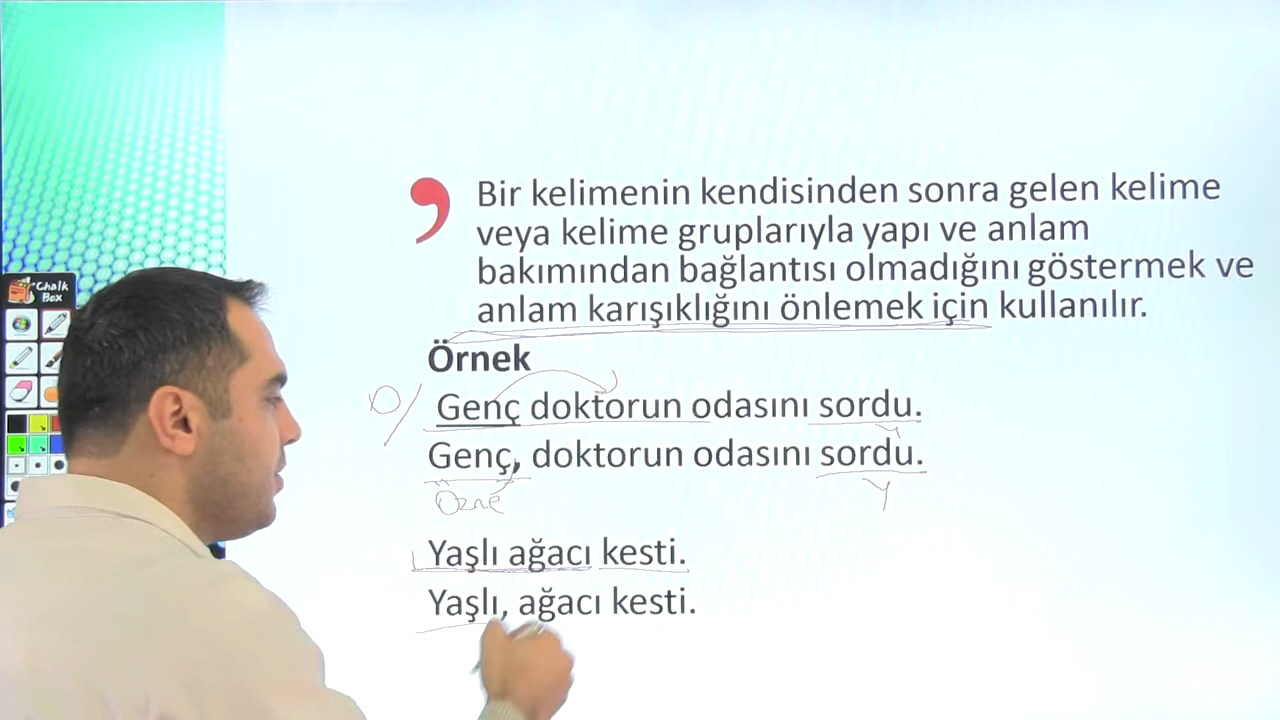 Chalk
Box
Bir kelimenin kendisinden sonra gelen kelime
veya kelime gruplarıyla yapı ve anlam
bakımından bağlantısı olmadığını göstermek ve
anlam karışıklığını önlemek için kullanılır.
Örnek
Genç doktorun odasını sordu.
Genç, doktorun odasını sordu.
Özne
Y
Yaşlı ağacı kesti.
Yaşlı, ağacı kesti.